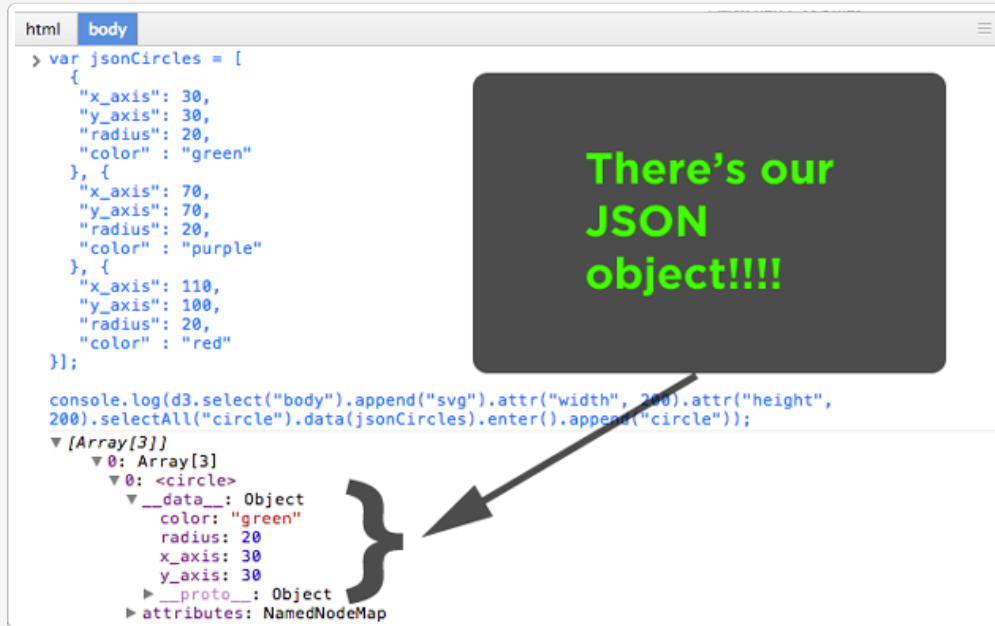 html body
var jsonCircles = [
{
"x_axis": 30,
"y_axis": 30,
"radius": 20,
"color" : "green"
}, {
"x_axis": 70,
"y_axis": 70,
"radius": 20,
"color" : "purple"
}, {
"x_axis": 110,
"y_axis": 100,
"radius": 20,
"color" : "red"
}];
There's our
JSON
object!!!!
console.log(d3.select("body").append("svg").attr("width", 200).attr("height",
200).selectAll("circle").data(jsonCircles).enter().append("circle"));
[Array[3]]
0: Array[3]
0: <circle>
__data__: Object
color: "green"
radius: 20
x_axis: 30
y_axis: 30
__proto__: Object
attributes: NamedNodeMap